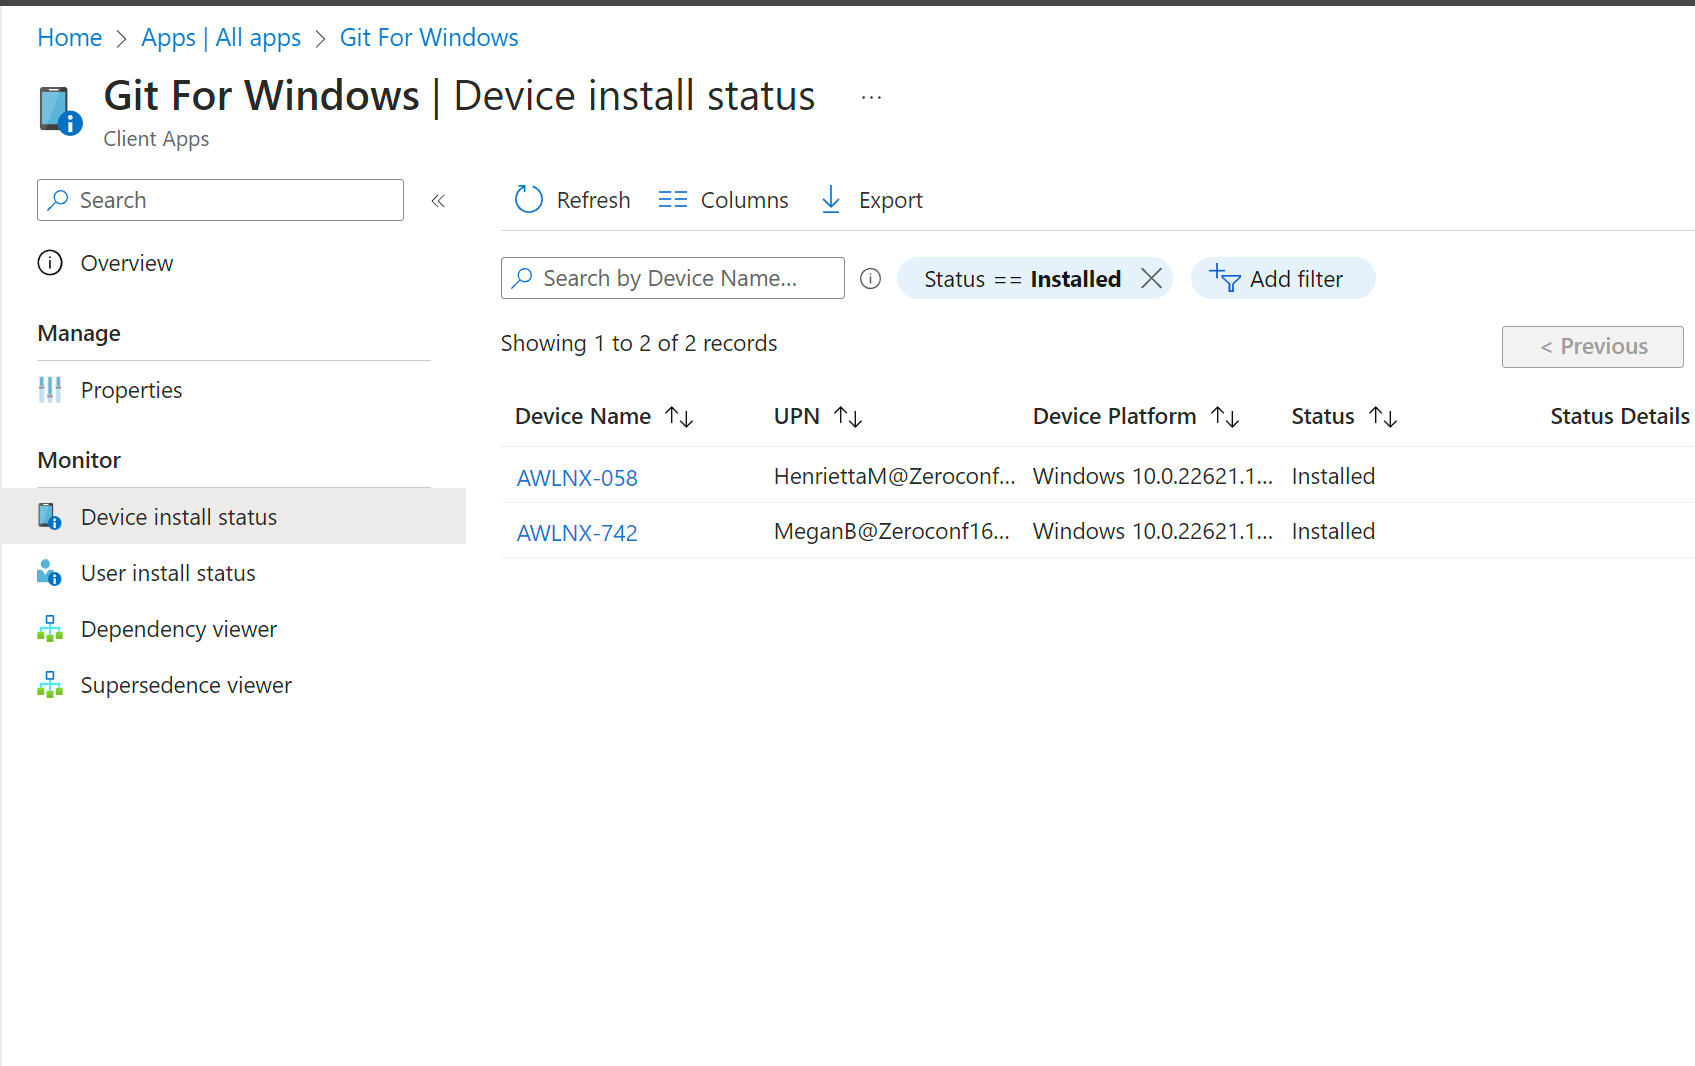 Home > Apps | All apps > Git For Windows
Git For Windows | Device install status ...
Client Apps
Search «
Refresh Columns Export
Overview
Search by Device Name... Status == Installed Add filter
Manage
Showing 1 to 2 of 2 records < Previous
Properties
Device Name UPN Device Platform Status Status Details
Monitor
AWLNX-058 HenriettaM@Zeroconf... Windows 10.0.22621.1... Installed
Device install status
AWLNX-742 MeganB@Zeroconf16... Windows 10.0.22621.1... Installed
User install status
Dependency viewer
Supersedence viewer